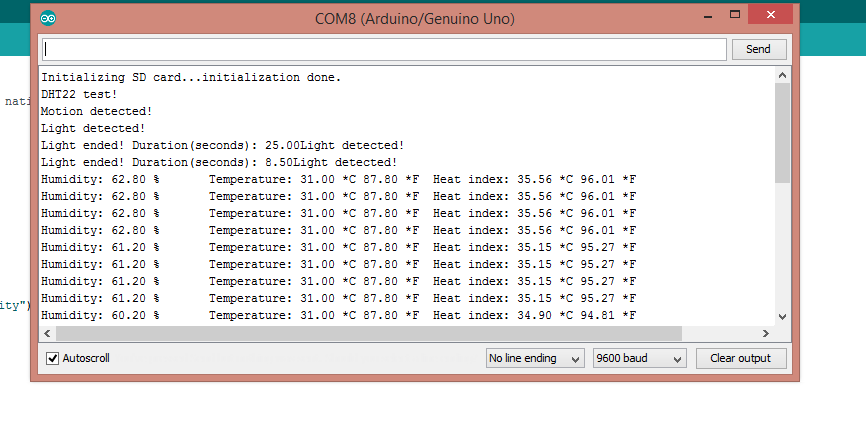 COM8 (Arduino/Genuino Uno)
Send
Initializing SD card...initialization done.
DHT22 test!
Motion detected!
Light detected!
Light ended! Duration(seconds): 25.00Light detected!
Light ended! Duration(seconds): 8.50Light detected!
Humidity: 62.80 % Temperature: 31.00 *C 87.80 *F Heat index: 35.56 *C 96.01 *F
Humidity: 62.80 % Temperature: 31.00 *C 87.80 *F Heat index: 35.56 *C 96.01 *F
Humidity: 62.80 % Temperature: 31.00 *C 87.80 *F Heat index: 35.56 *C 96.01 *F
Humidity: 62.80 % Temperature: 31.00 *C 87.80 *F Heat index: 35.56 *C 96.01 *F
Humidity: 61.20 % Temperature: 31.00 *C 87.80 *F Heat index: 35.15 *C 95.27 *F
Humidity: 61.20 % Temperature: 31.00 *C 87.80 *F Heat index: 35.15 *C 95.27 *F
Humidity: 61.20 % Temperature: 31.00 *C 87.80 *F Heat index: 35.15 *C 95.27 *F
Humidity: 61.20 % Temperature: 31.00 *C 87.80 *F Heat index: 35.15 *C 95.27 *F
Humidity: 60.20 % Temperature: 31.00 *C 87.80 *F Heat index: 34.90 *C 94.81 *F
Autoscroll No line ending 9600 baud Clear output
nati
ity")